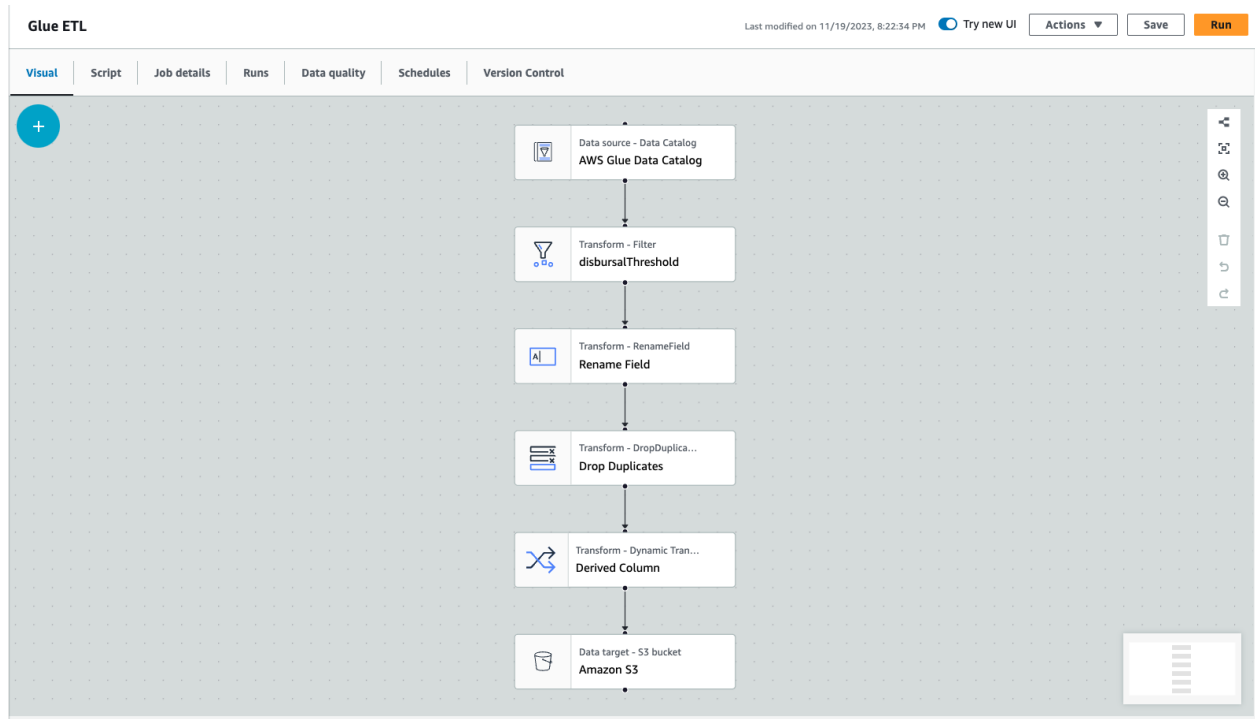 Glue ETL
Last modified on 11/19/2023, 8:22:34 PM
Try new UI
Actions
Save
Run
Visual
Script
Job details
Runs
Data quality
Schedules
Version Control
Data source - Data Catalog
AWS Glue Data Catalog
Transform - Filter
disbursalThreshold
Transform - RenameField
A
Rename Field
Transform - DropDuplica...
Drop Duplicates
Transform - Dynamic Tran...
Derived Column
Data target - S3 bucket
Amazon S3